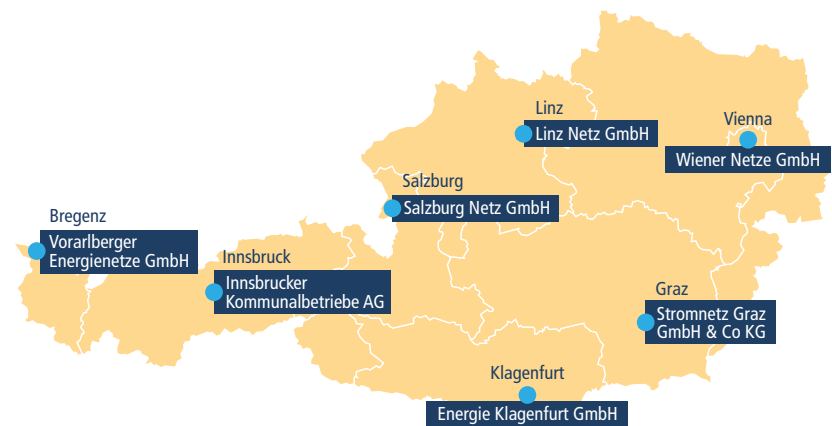 Linz
Linz Netz GmbH
Vienna
Wiener Netze GmbH
Salzburg
Salzburg Netz GmbH
Bregenz
Vorarlberger
Energienetze GmbH
Innsbruck
Innsbrucker
Kommunalbetriebe AG
Graz
Stromnetz Graz
GmbH & Co KG
Klagenfurt
Energie Klagenfurt GmbH